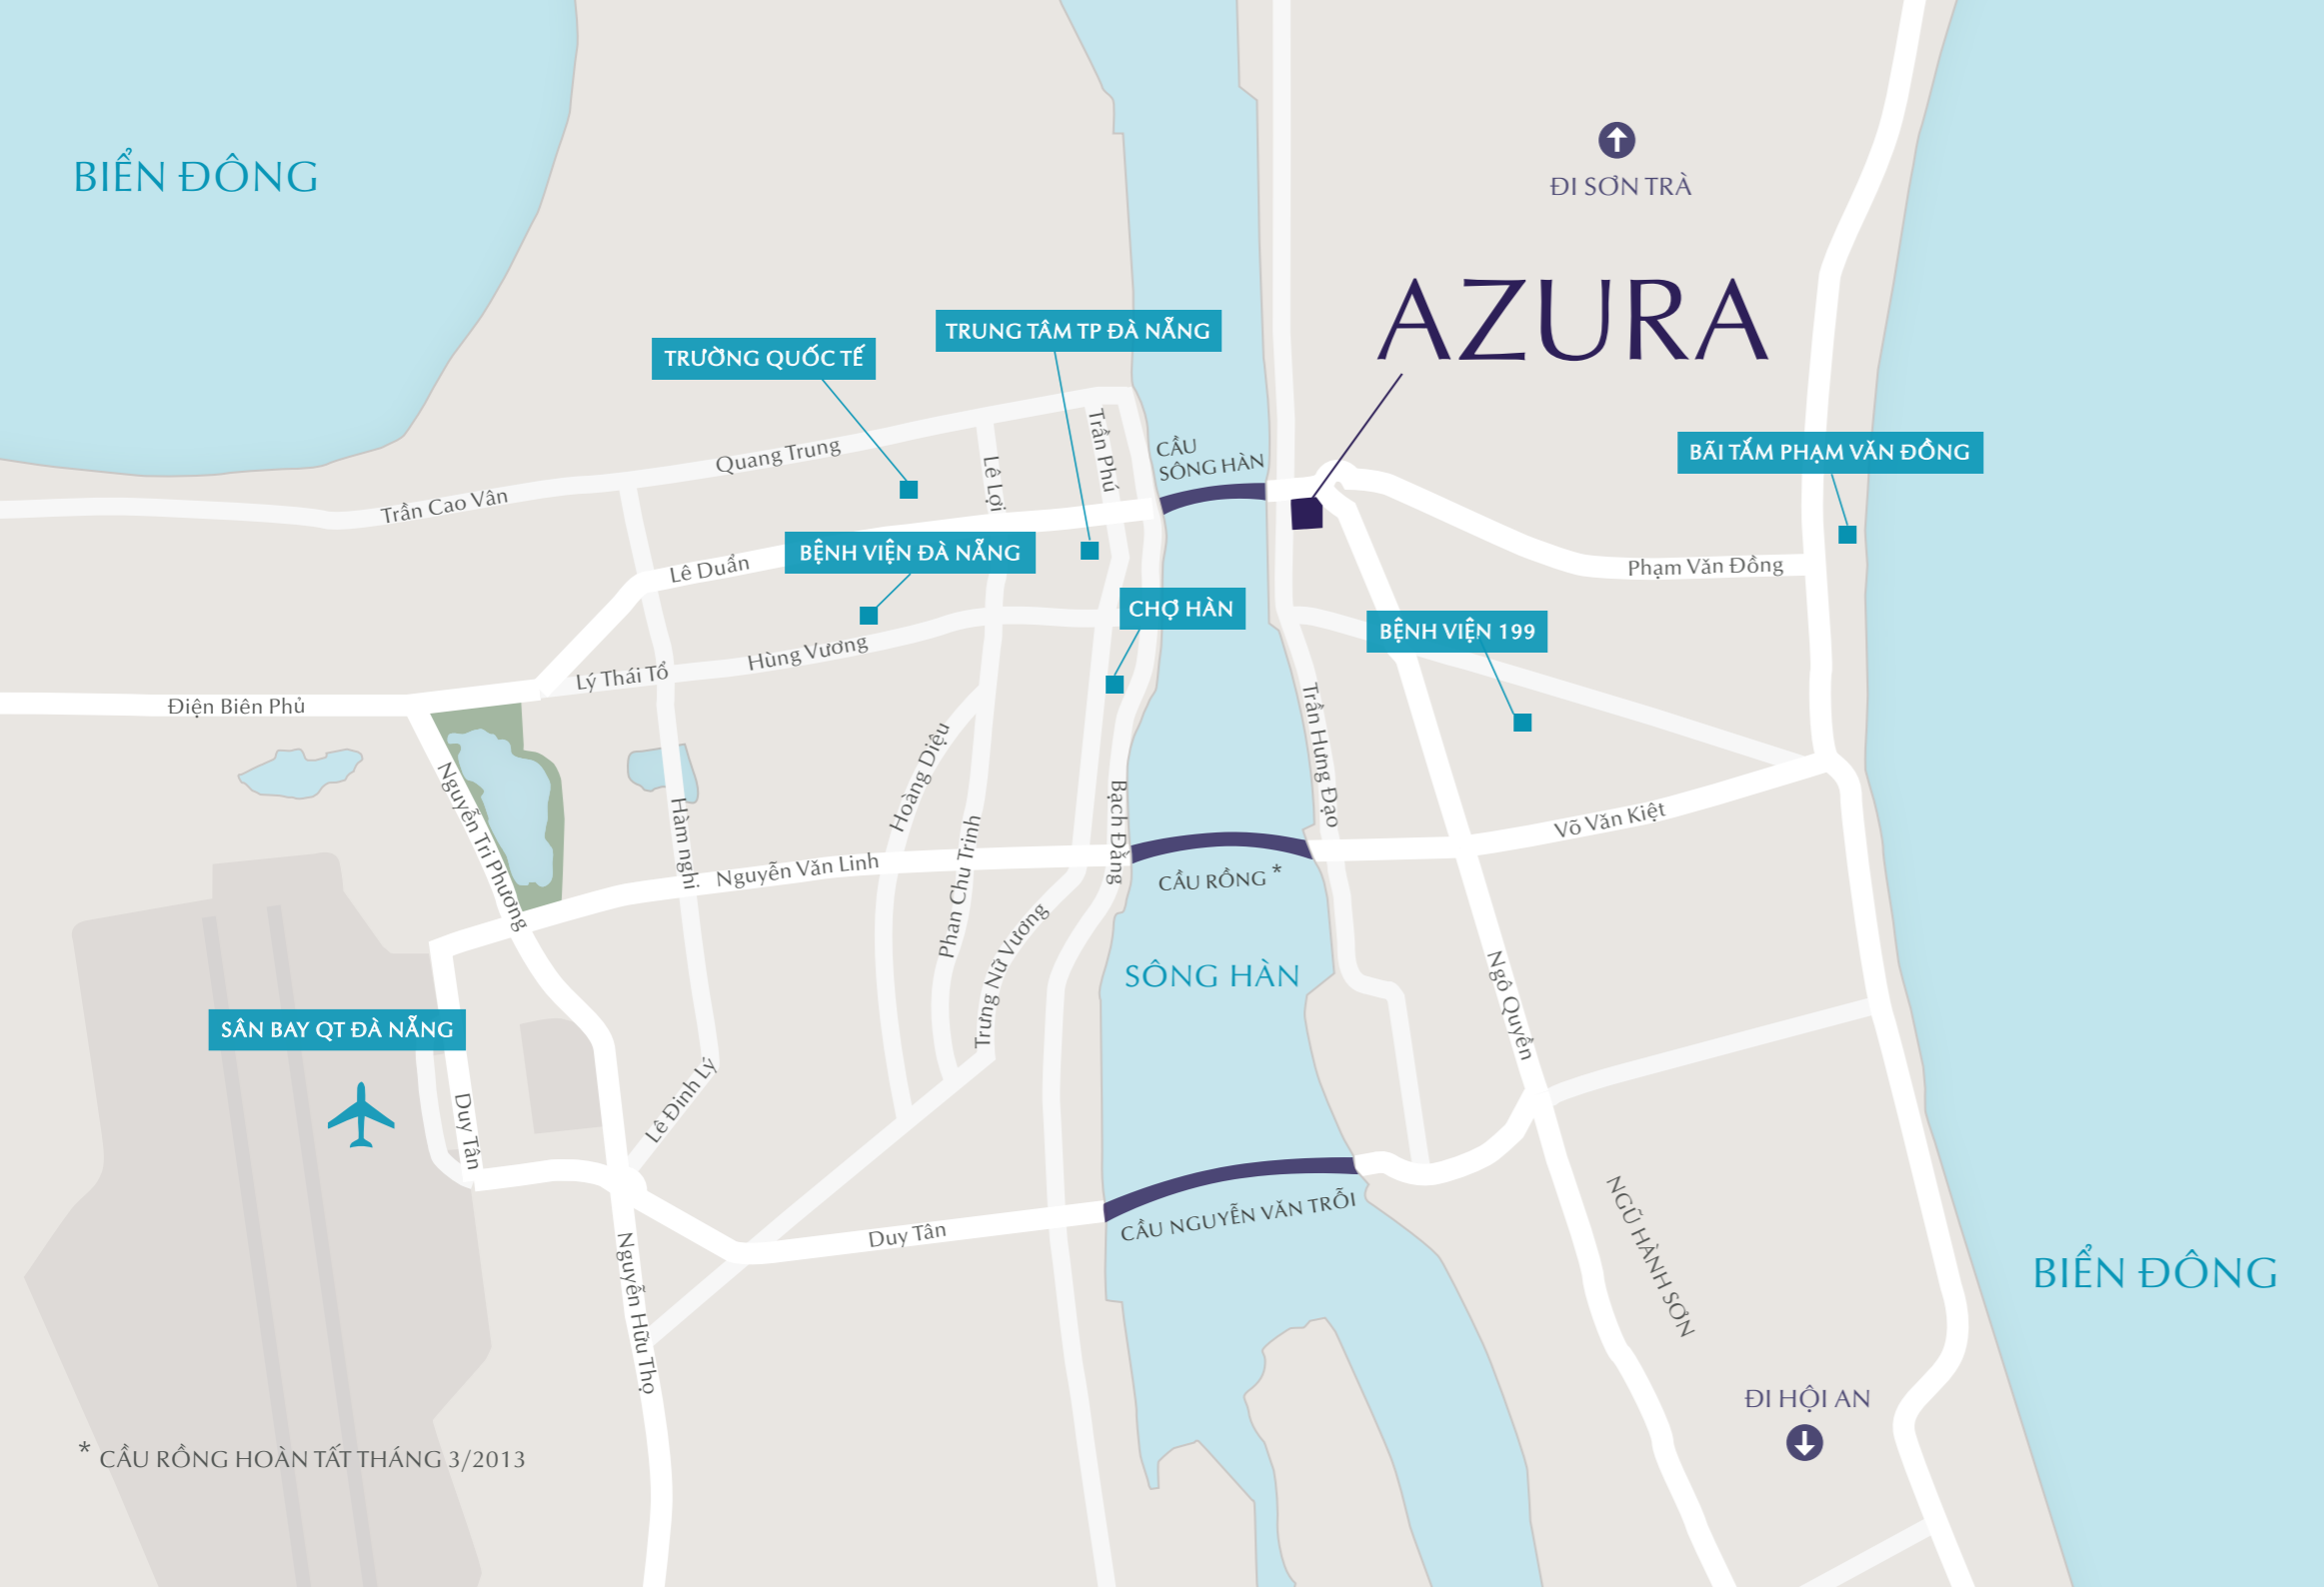 BIỂN ĐÔNG
ĐI SƠN TRÀ
AZURA
TRUNG TÂM TP ĐÀ NẴNG
TRƯỜNG QUỐC TẾ
BÃI TẮM PHẠM VĂN ĐỒNG
Quang Trung
Trần Phú
CẦU
SÔNG HÀN
Lê Lợi
Trần Cao Vân
BỆNH VIỆN ĐÀ NẴNG
Lê Duẩn
Phạm Văn Đồng
CHỢ HÀN
BỆNH VIỆN 199
Hùng Vương
Lý Thái Tổ
Điện Biên Phủ
Trần Hưng Đạo
Hoàng Diệu
Nguyễn Tri Phương
Hàm nghi
Bạch Đằng
Võ Văn Kiệt
Nguyễn Văn Linh
Phan Chu Trinh
CẦU RỒNG *
Trưng Nữ Vương
SÔNG HÀN
Ngô Quyền
SÂN BAY QT ĐÀ NẴNG
Duy Tân
Lê Đình Lý
CẦU NGUYỄN VĂN TRỖI
Duy Tân
NGŨ HÀNH SƠN
BIỂN ĐÔNG
Nguyễn Hữu Thọ
ĐI HỘI AN
* CẦU RỒNG HOÀN TẤT THÁNG 3/2013